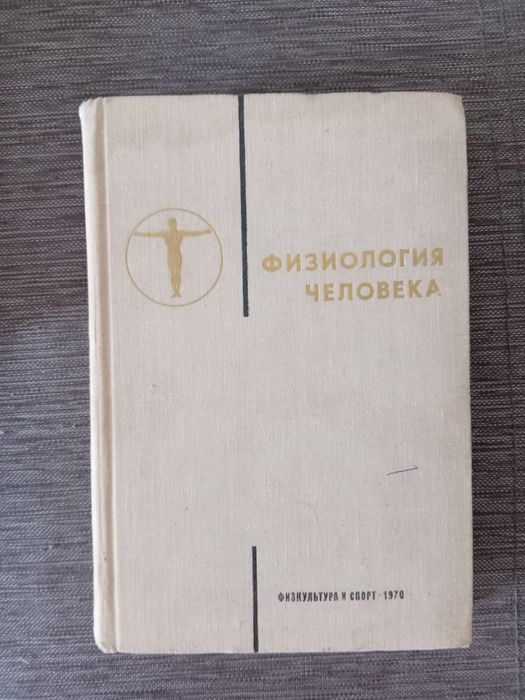 ФИЗИОЛОГИЯ
ЧЕЛОВЕКА
ФИЗКУЛЬТУРА И СПОРТ · 1970